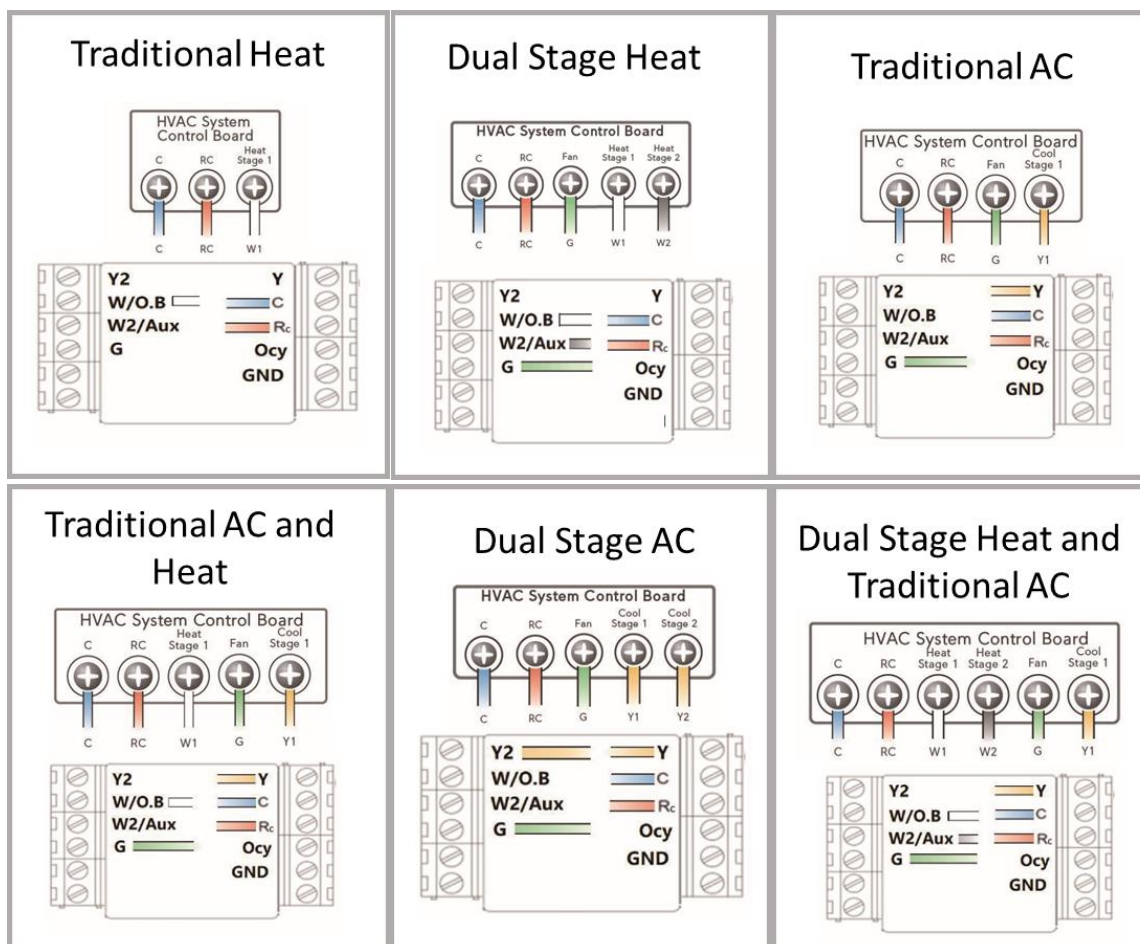 Traditional Heat
HVAC System
Control Board
C RC Heat
Stage 1
C RC W1
Y2 Y
W/O.B C
W2/Aux Rc
G Ocy
GND
Dual Stage Heat
HVAC System Control Board
C RC Fan Heat
Stage 1 Heat
Stage 2
C RC G W1 W2
Y2 Y
W/O.B C
W2/Aux Rc
G Ocy
GND
Traditional AC
HVAC System Control Board
C RC Fan Cool
Stage 1
C RC G Y1
Y2 Y
W/O.B C
W2/Aux Rc
G Ocy
GND
Traditional AC and
Heat
HVAC System Control Board
C RC Heat
Stage 1 Fan Cool
Stage 1
C RC W1 G Y1
Y2 Y
W/O.B C
W2/Aux Rc
G Ocy
GND
Dual Stage AC
HVAC System Control Board
C RC Fan Cool
Stage 1 Cool
Stage 2
C RC G Y1 Y2
Y2 Y
W/O.B C
W2/Aux Rc
G Ocy
GND
Dual Stage Heat and
Traditional AC
HVAC System Control Board
C RC Heat
Stage 1 Heat
Stage 2 Fan Cool
Stage 1
C RC W1 W2 G Y1
Y2 Y
W/O.B C
W2/Aux Rc
G Ocy
GND